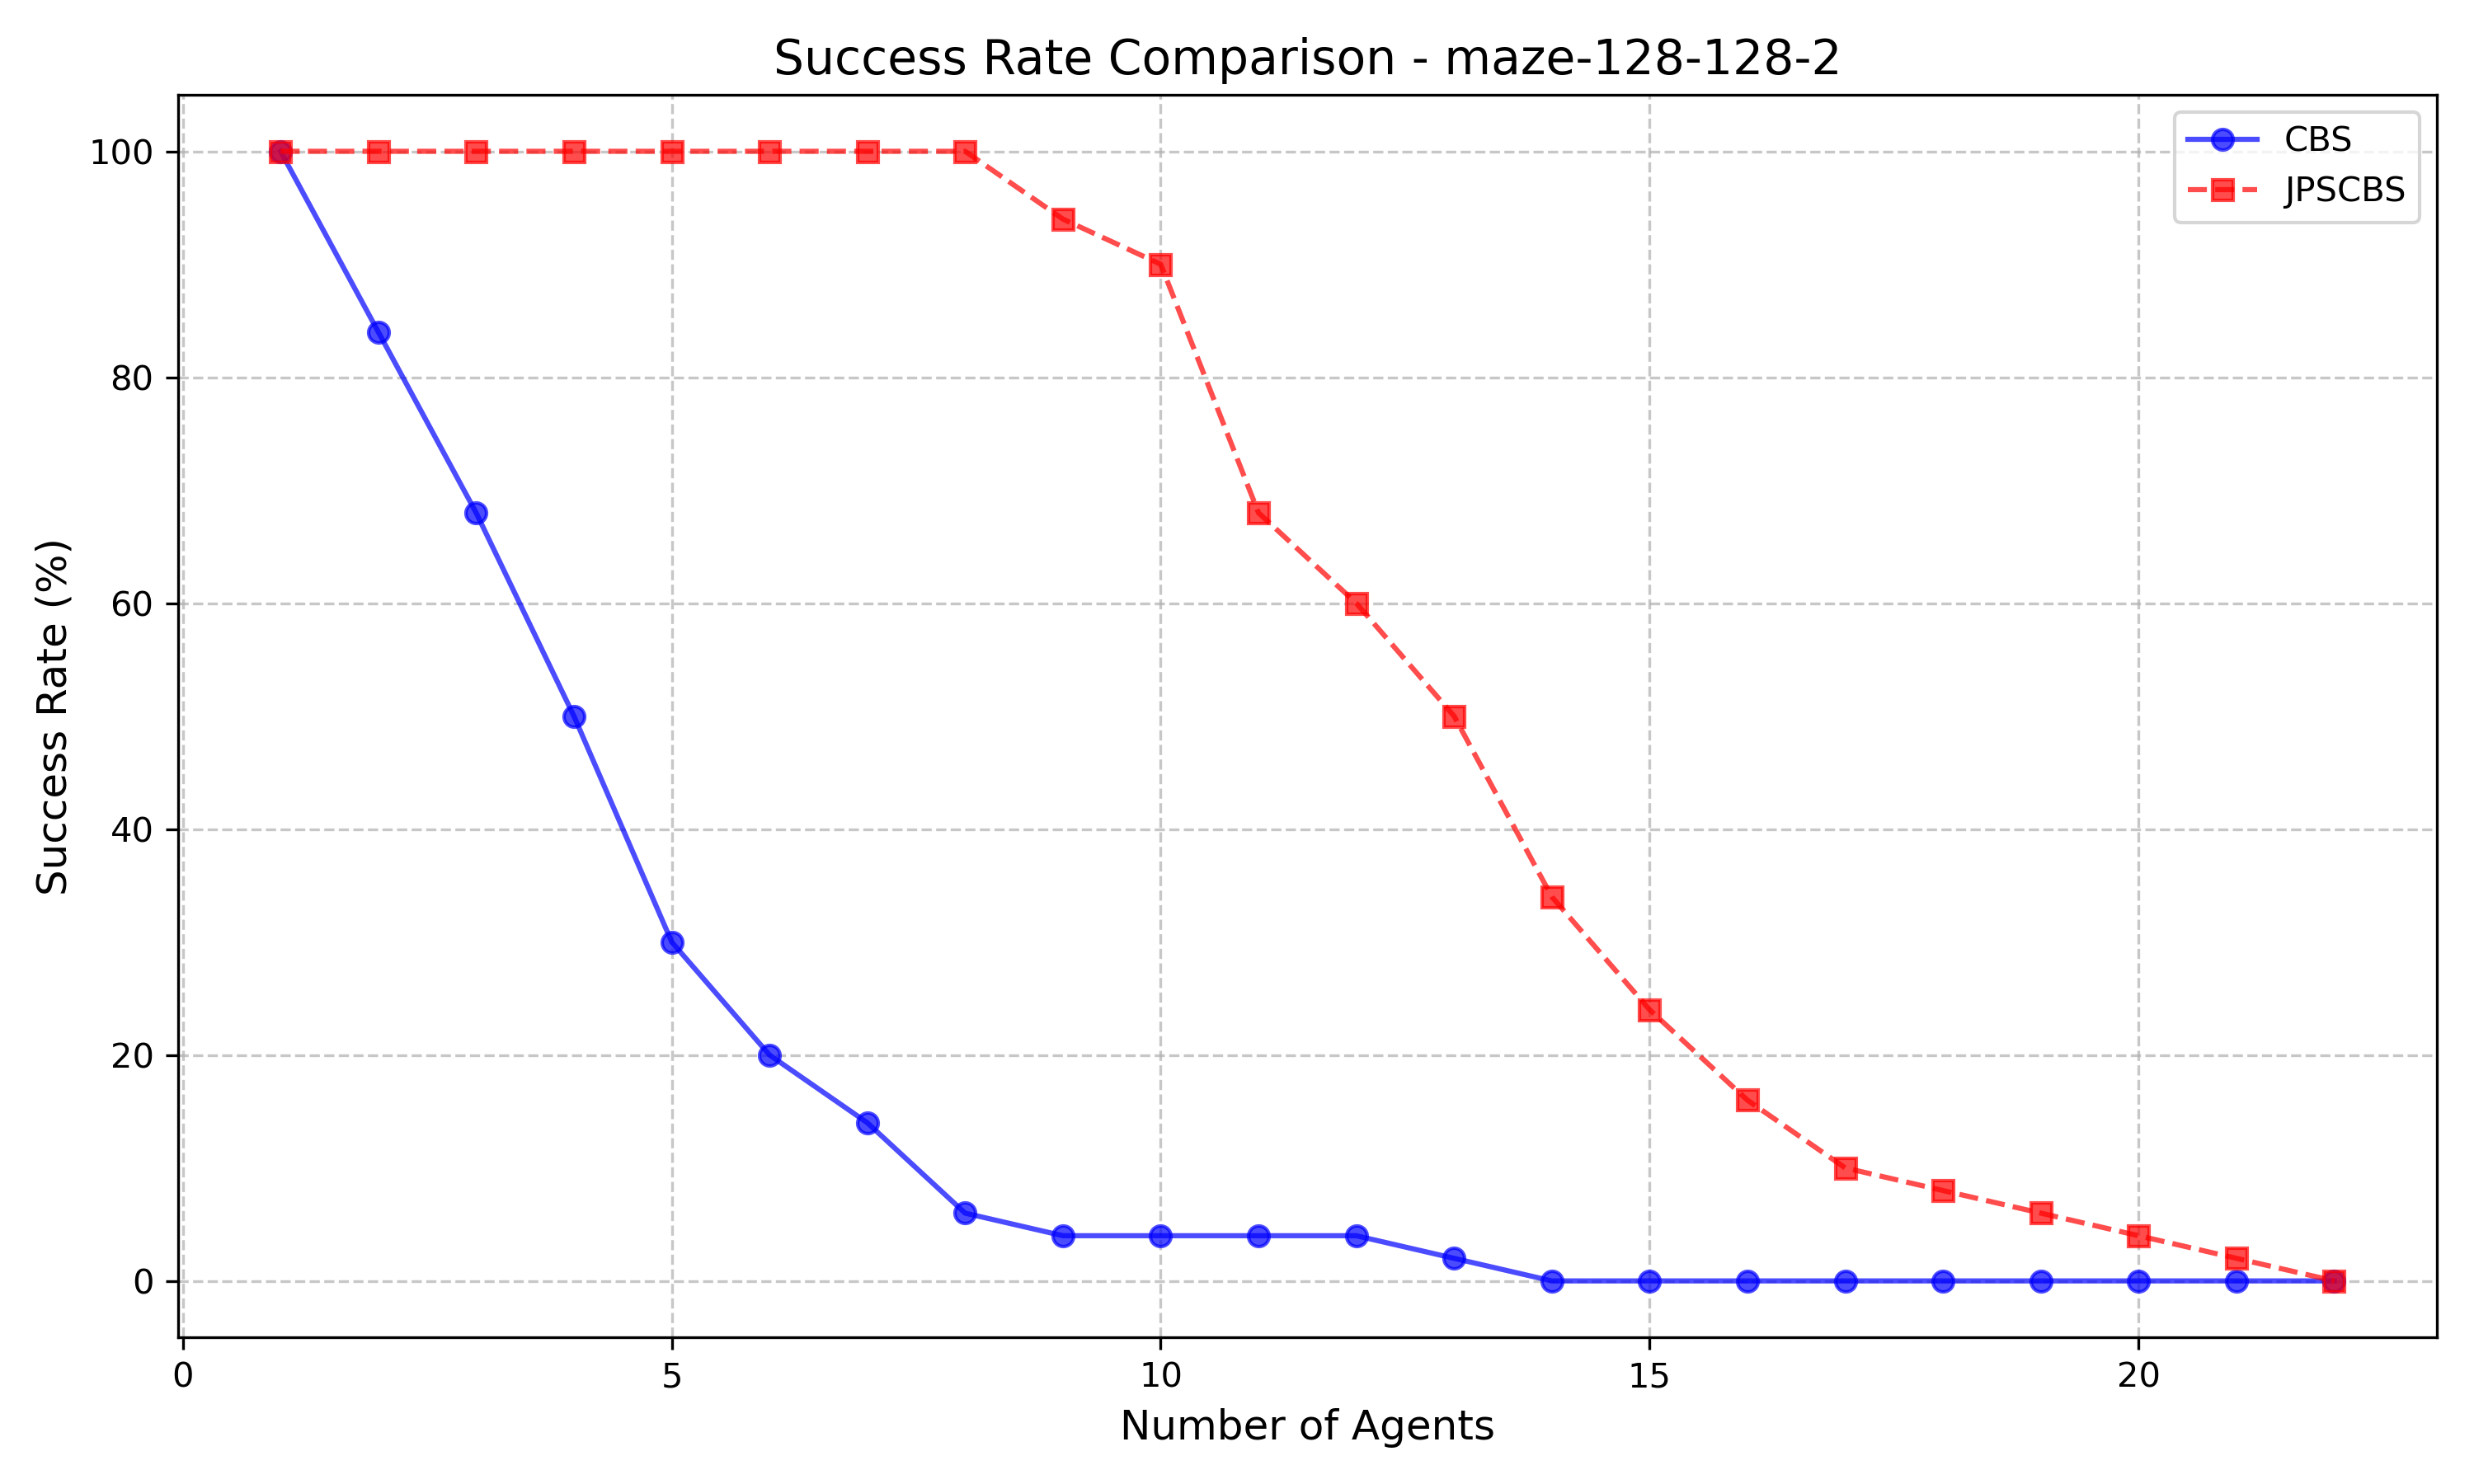 Success Rate Comparison - maze-128-128-2
CBS
JPSCBS
Success Rate (%)
100
80
60
40
20
0
0 5 10 15 20
Number of Agents